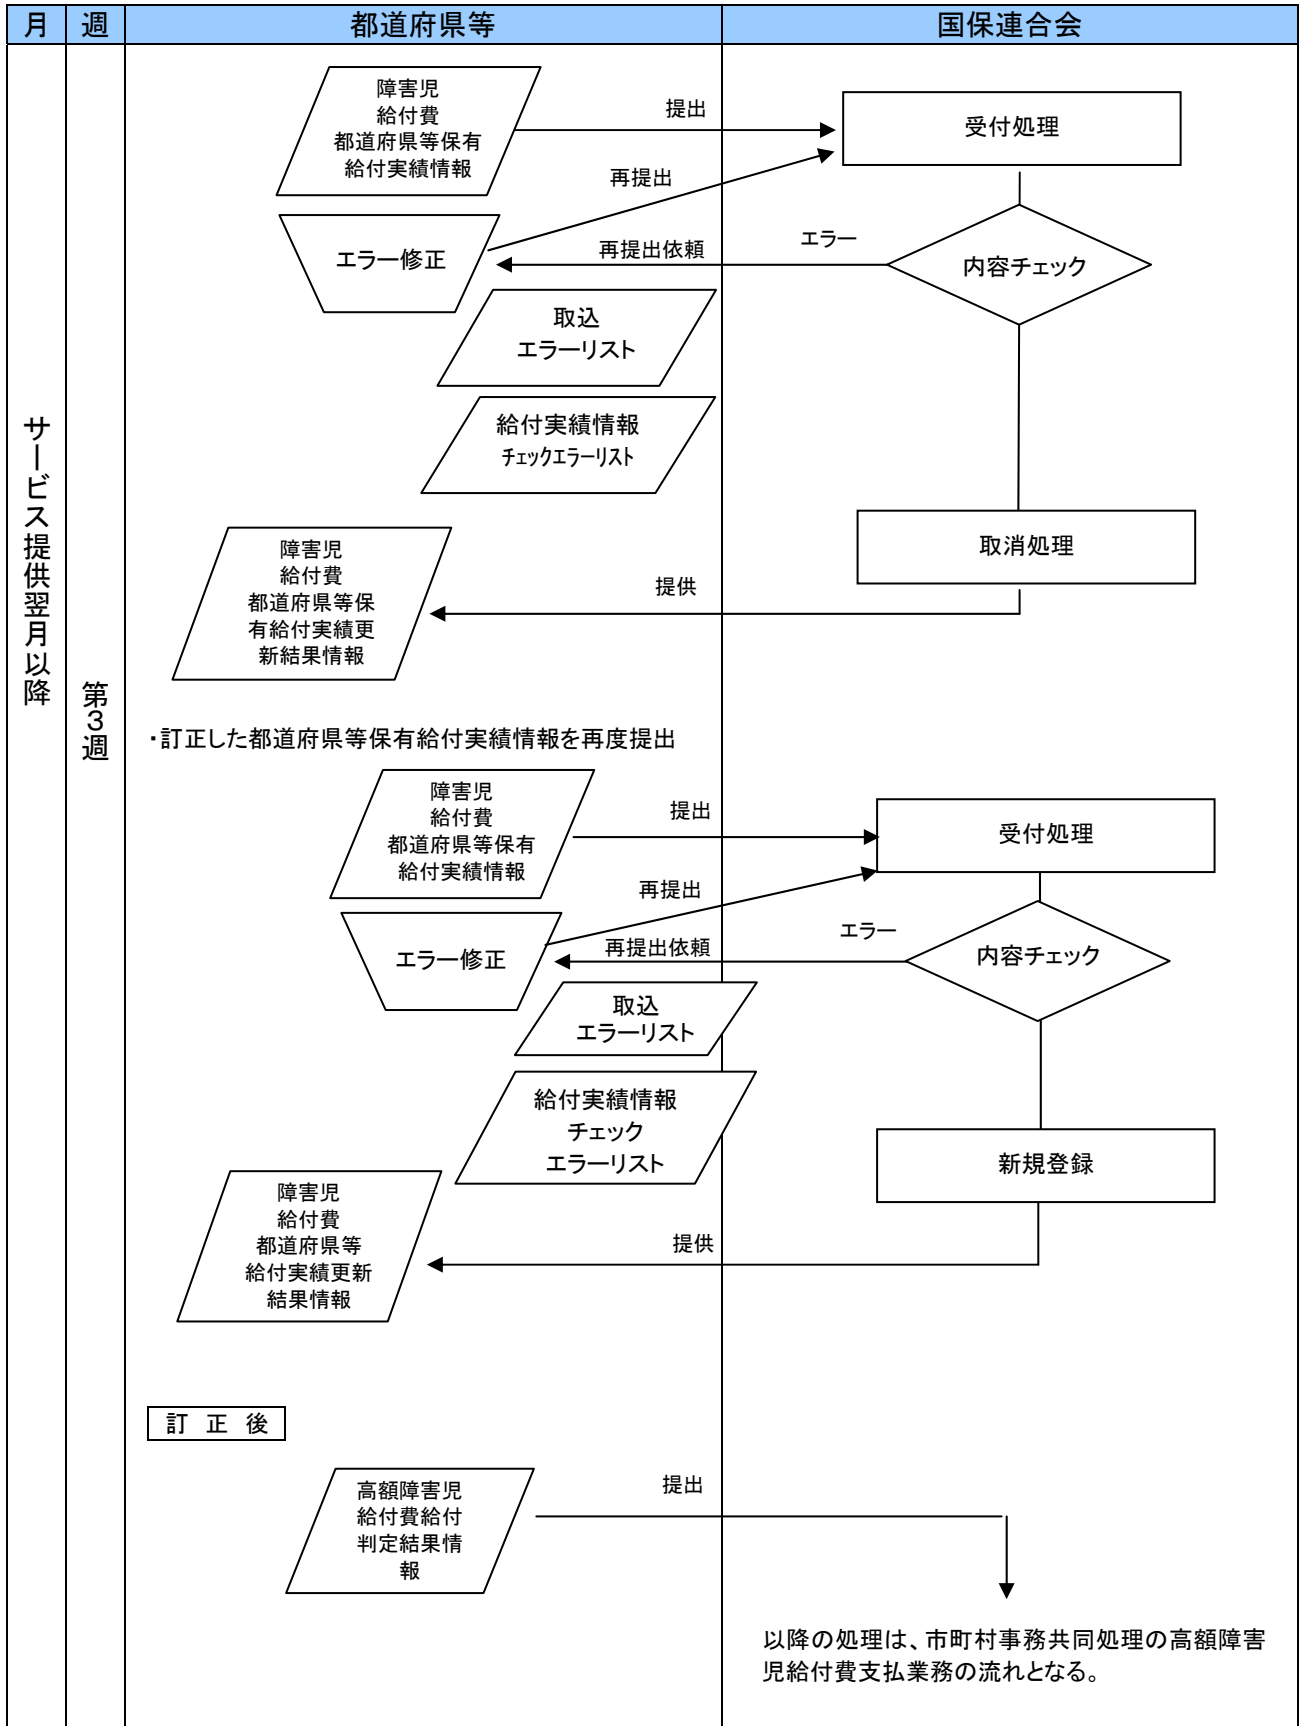 月 週 都道府県等 国保連合会
サービス提供翌月以降
第3週
障害児
給付費
都道府県等保有
給付実績情報
提出
受付処理
再提出
エラー修正
再提出依頼
エラー
内容チェック
取込
エラーリスト
給付実績情報
チェックエラーリスト
取消処理
障害児
給付費
都道府県等保
有給付実績更
新結果情報
提供
・訂正した都道府県等保有給付実績情報を再度提出
障害児
給付費
都道府県等保有
給付実績情報
提出
受付処理
再提出
エラー修正
再提出依頼
エラー
内容チェック
取込
エラーリスト
給付実績情報
チェック
エラーリスト
新規登録
障害児
給付費
都道府県等
給付実績更新
結果情報
提供
訂 正 後
高額障害児
給付費給付
判定結果情
報
提出
以降の処理は、市町村事務共同処理の高額障害
児給付費支払業務の流れとなる。